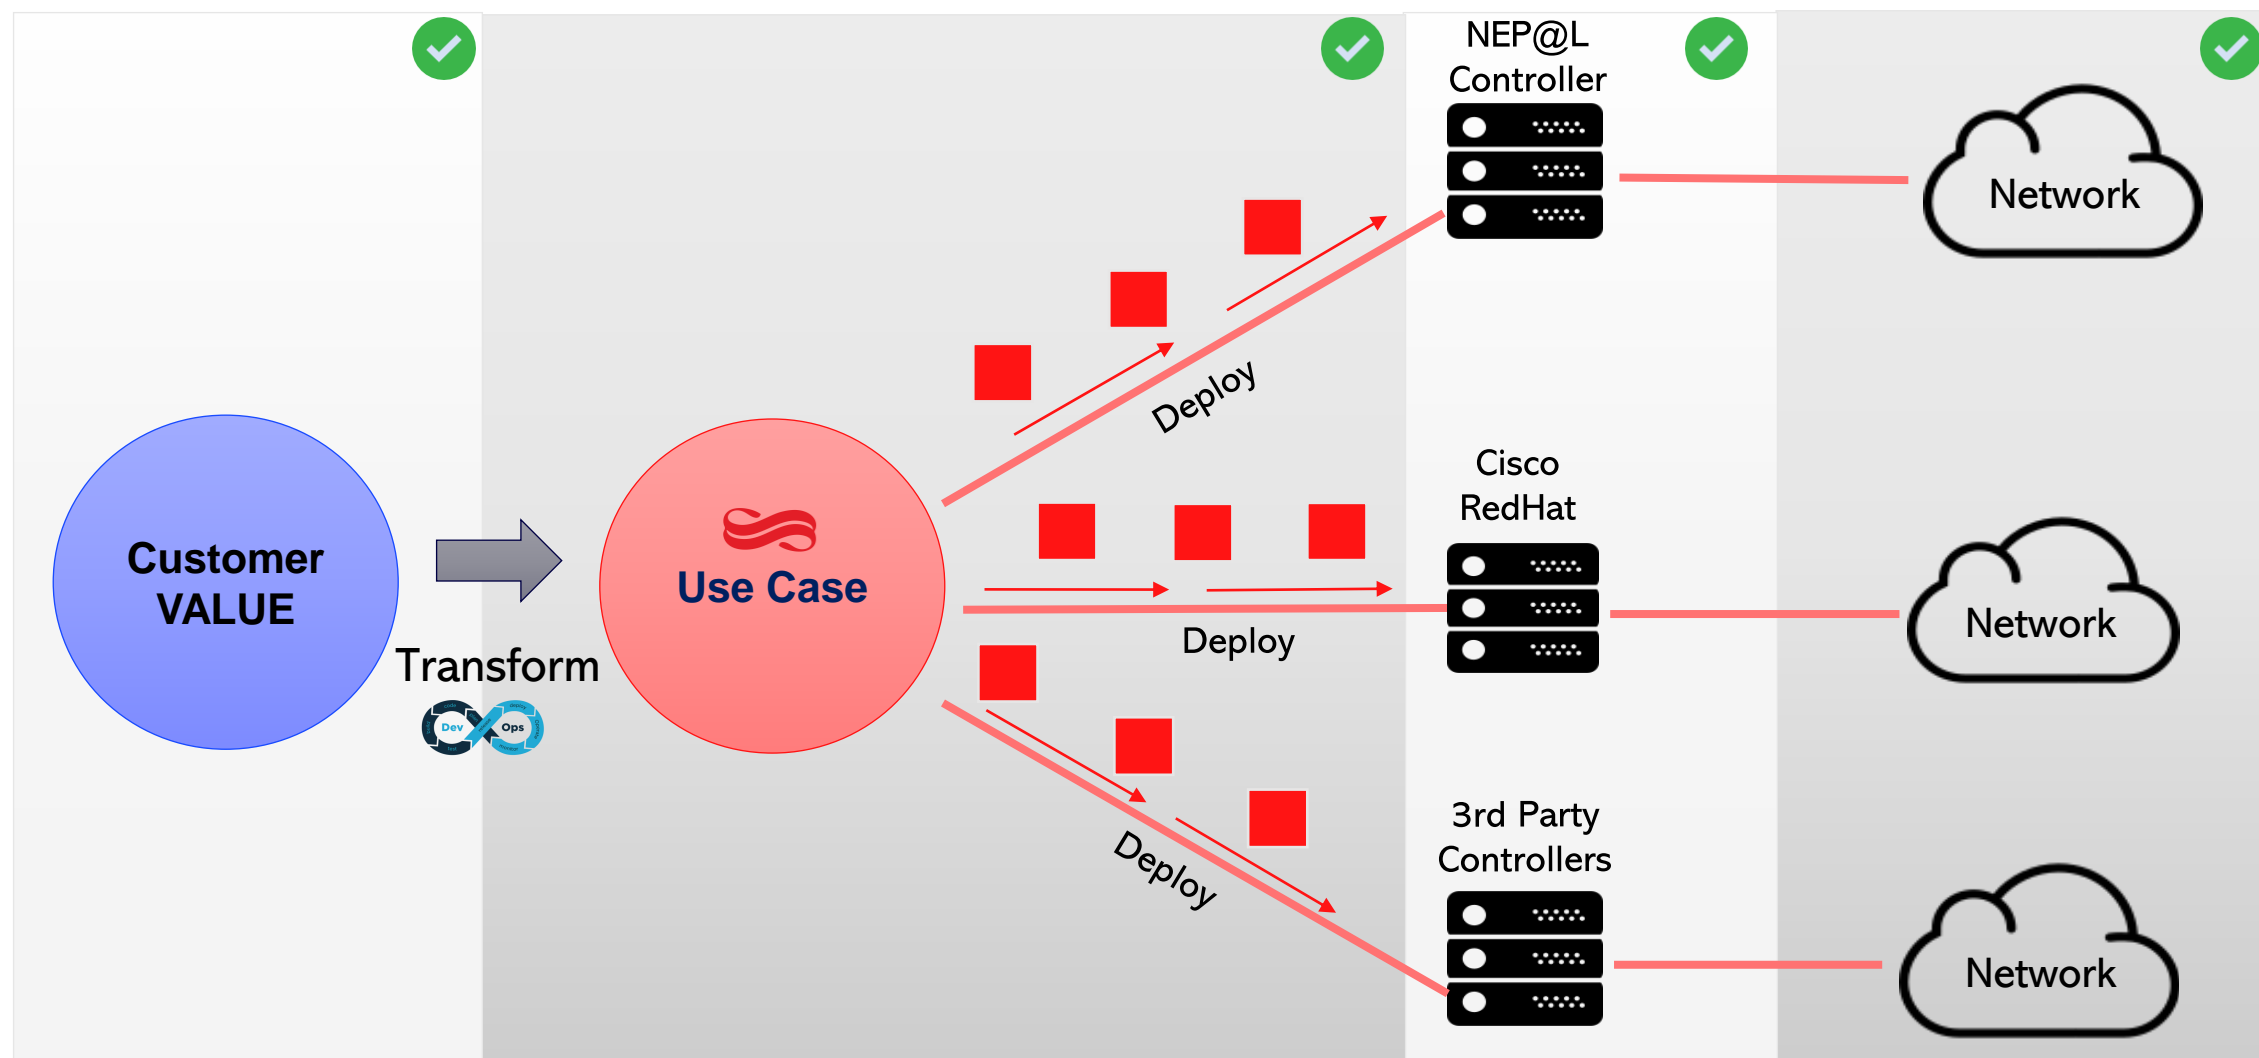 NEP@L
Controller
Network
Deploy
Customer
VALUE
Transform
Dev
Ops
Use Case
Cisco
RedHat
Deploy
Network
Deploy
3rd Party
Controllers
Network